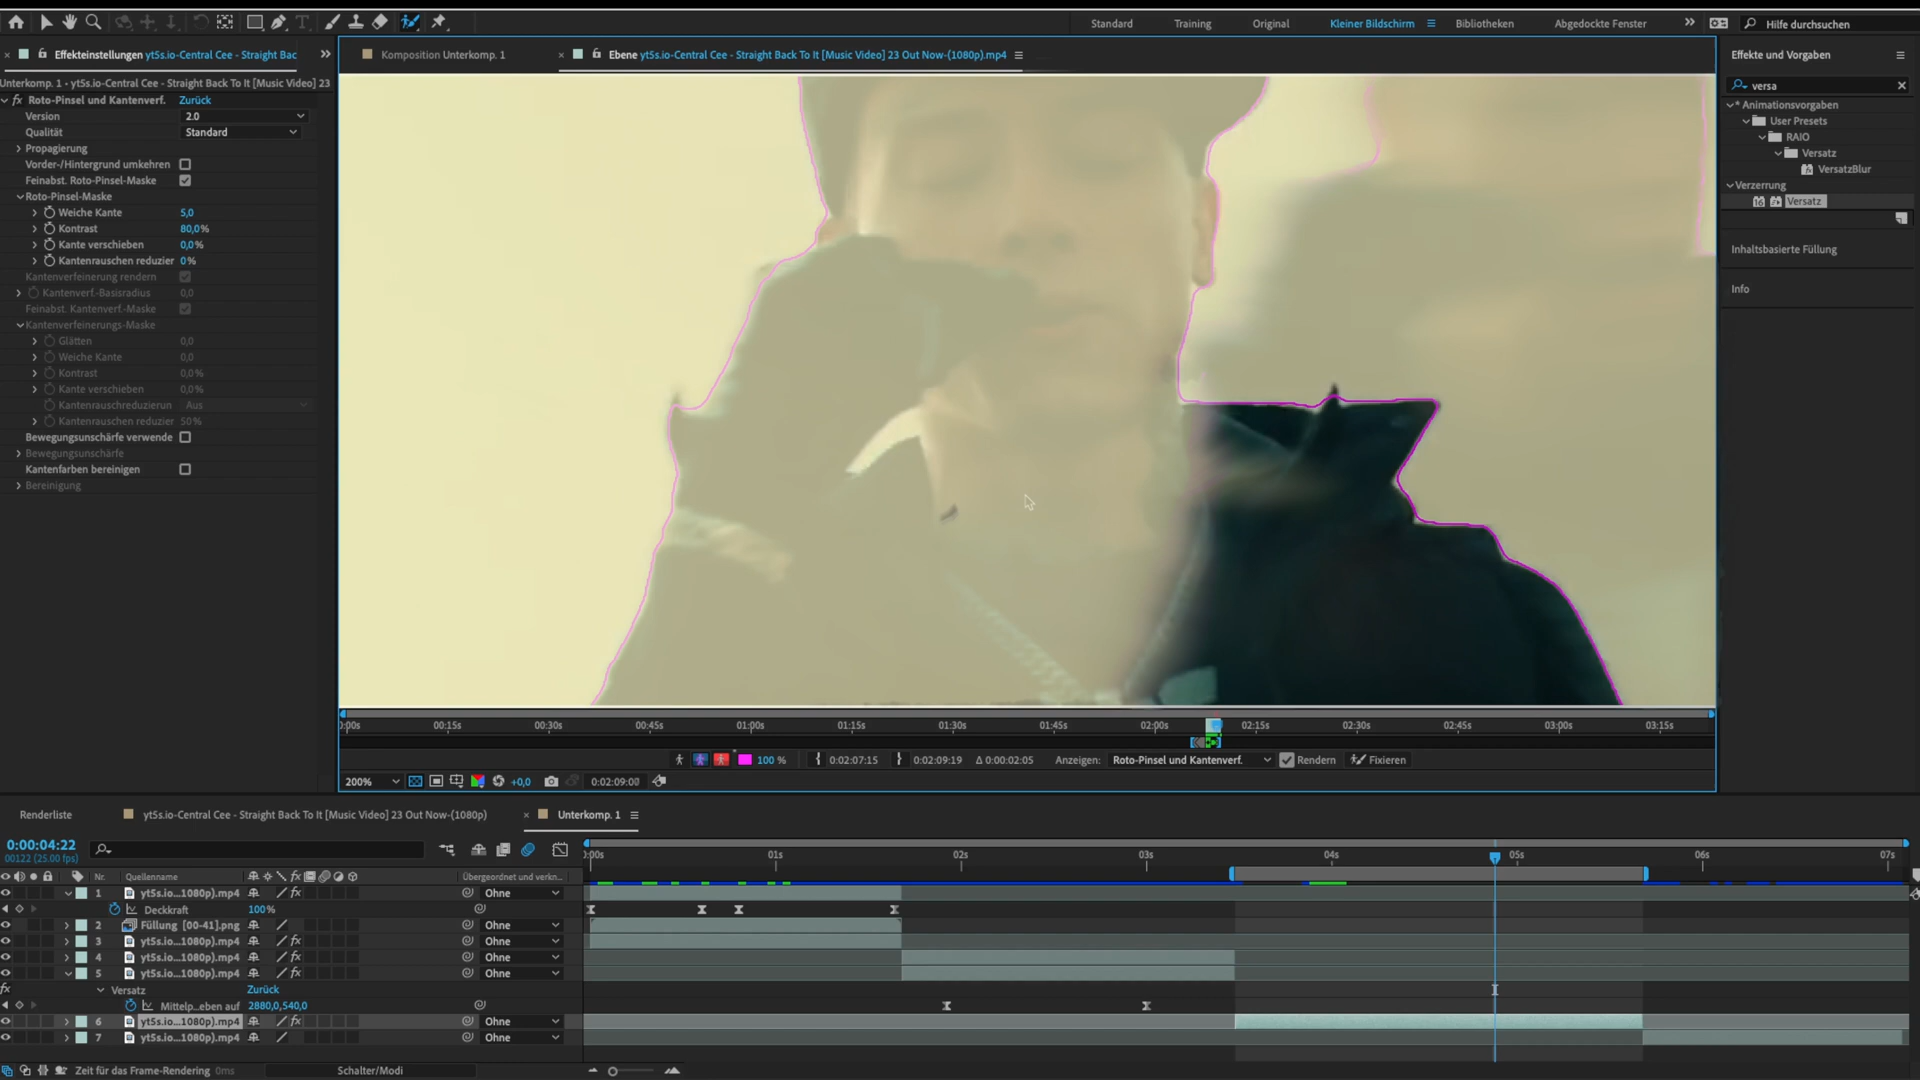 Standard
Training
Original
Kleiner Bildschirm
Bibliotheken
Abgedockte Fenster
Hilfe durchsuchen
Effekteinstellungen yt5s.io-Central Cee - Straight Bac
Komposition Unterkomp. 1
Ebene yt5s.io-Central Cee - Straight Back To It [Music Video] 23 Out Now-(1080p).mp4
Effekte und Vorgaben
Unterkomp. 1 • yt5s.io-Central Cee - Straight Back To It [Music Video] 23
versa
fx Roto-Pinsel und Kantenverf. Zurück
Version 2.0
Qualität Standard
Propagierung
Vorder-/Hintergrund umkehren
Feinabst. Roto-Pinsel-Maske
Roto-Pinsel-Maske
Weiche Kante 5,0
Kontrast 80,0%
Kante verschieben 0,0%
Kantenrauschen reduzier 0%
Kantenverfeinerung rendern
Kantenverf.-Basisradius 0,0
Feinabst. Kantenverf.-Maske
Kantenverfeinerungs-Maske
Glätten 0,0
Weiche Kante 0,0
Kontrast 0,0%
Kante verschieben 0,0%
Kantenrauschreduzierun Aus
Kantenrauschen reduzier 50%
Bewegungsunschärfe verwende
Bewegungsunschärfe
Kantenfarben bereinigen
Bereinigung
* Animationsvorgaben
User Presets
RAIO
Versatz
VersatzBlur
Verzerrung
Versatz
Inhaltsbasierte Füllung
Info
):00s 00:15s 00:30s 00:45s 01:00s 01:15s 01:30s 01:45s 02:00s 02:15s 02:30s 02:45s 03:00s 03:15s
100 % 0:02:07:15 0:02:09:19 Δ 0:00:02:05 Anzeigen: Roto-Pinsel und Kantenverf. Rendern Fixieren
200% +0,0 0:02:09:00
Renderliste
yt5s.io-Central Cee - Straight Back To It [Music Video] 23 Out Now-(1080p)
Unterkomp. 1
0:00:04:22
00122 (25.00 fps)
):00s 01s 02s 03s 04s 05s 06s 07s
Nr. Quellenname fx Übergeordnet und verkn...
1 yt5s.io...1080p).mp4 fx Ohne
Deckkraft 100%
2 Füllung [00-41].png Ohne
3 yt5s.io...1080p).mp4 fx Ohne
4 yt5s.io...1080p).mp4 fx Ohne
5 yt5s.io...1080p).mp4 fx Ohne
fx Versatz Zurück
Mittelp...eben auf 2880,0,540,0
6 yt5s.io...1080p).mp4 fx Ohne
7 yt5s.io...1080p).mp4 Ohne
Zeit für das Frame-Rendering 0ms
Schalter/Modi